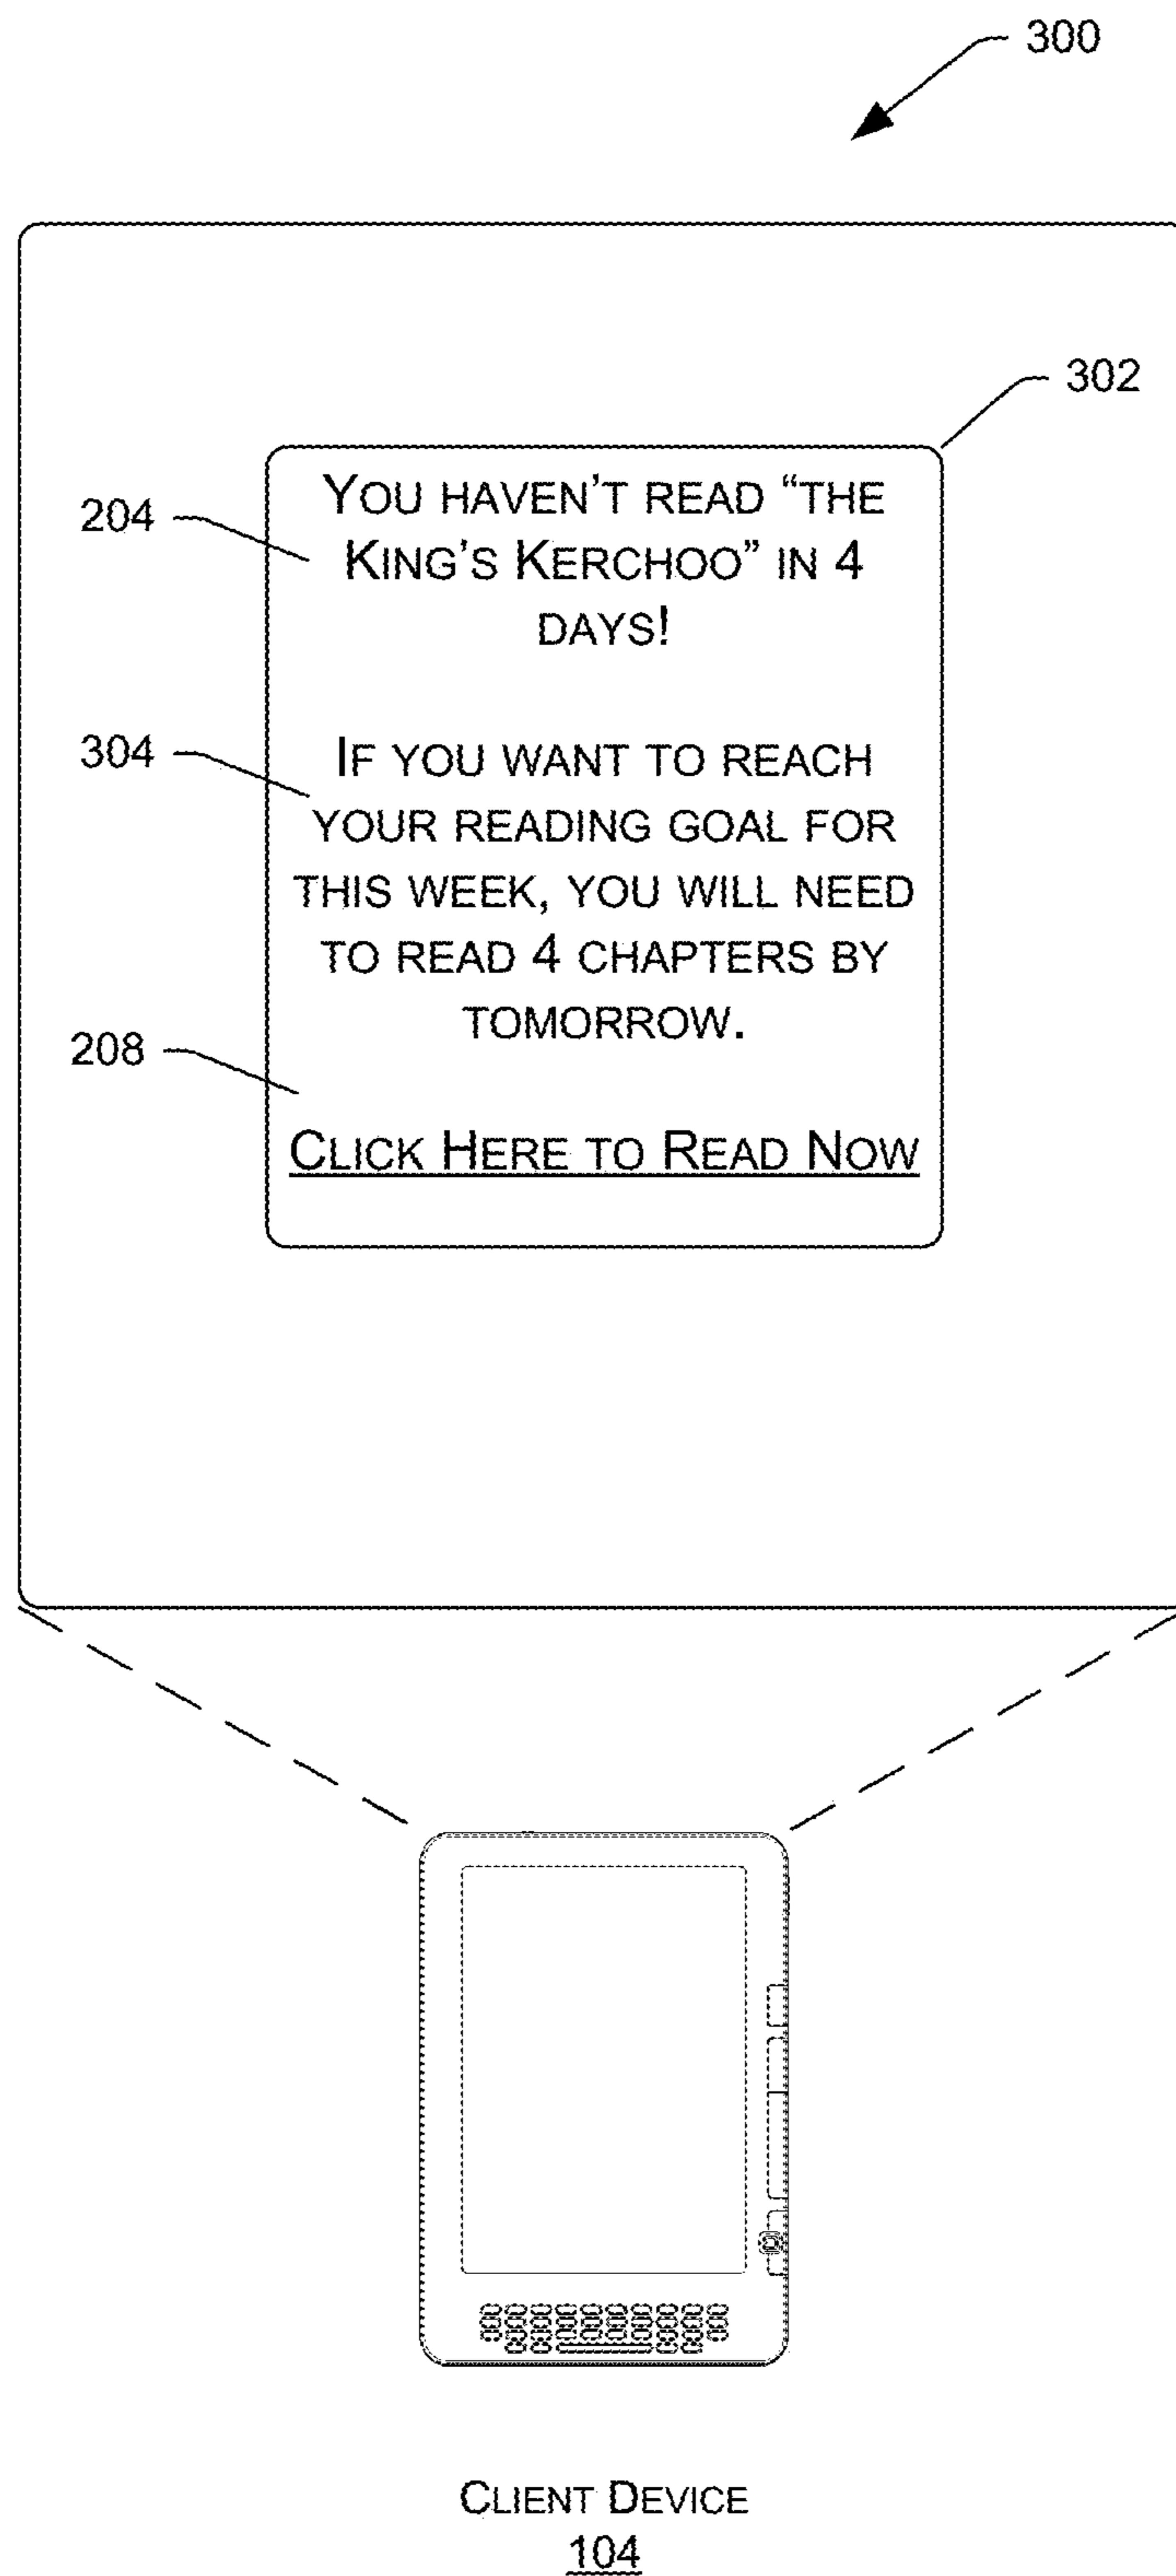 300
302
204
YOU HAVEN'T READ “THE
KING'S KERCHOO” IN 4
DAYS!
304
IF YOU WANT TO REACH
YOUR READING GOAL FOR
THIS WEEK, YOU WILL NEED
TO READ 4 CHAPTERS BY
TOMORROW.
208
CLICK HERE TO READ NOW
CLIENT DEVICE
104